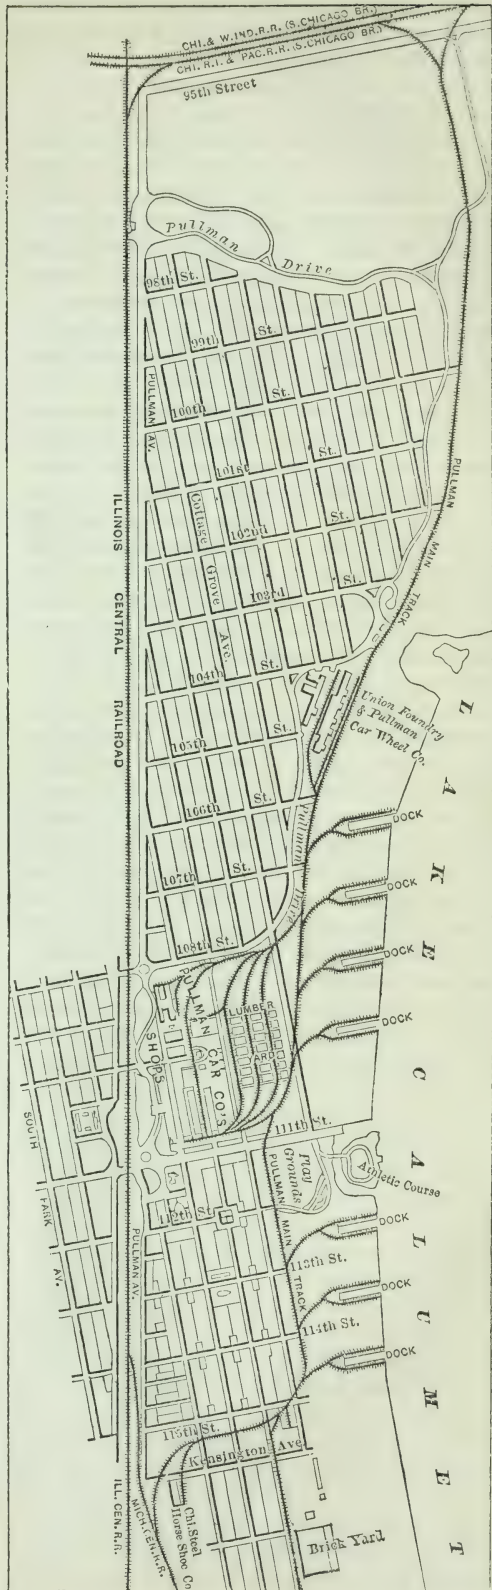 CHI. & W. IND. R.R. (S. CHICAGO BR.)
CHI. R.I. & PAC. R.R. (S. CHICAGO BR.)
95th Street
Pullman Drive
98th St.
99th St.
PULLMAN AV.
100th St.
101st St.
PULLMAN MAIN TRACK
Cottage Grove Ave.
102nd St.
ILLINOIS CENTRAL RAILROAD
103rd St.
104th St.
Union Foundry
& Pullman
Car Wheel Co.
LAKE CALUMET
105th St.
106th St.
Pullman Drive
DOCK
107th St.
DOCK
108th St.
DOCK
PULLMAN CAR CO'S.
SHOPS
LUMBER
YARD
DOCK
111th St.
SOUTH PARK AV.
Play
Grounds
Athletic Course
112th St.
PULLMAN MAIN TRACK
DOCK
PULLMAN AV.
113th St.
DOCK
114th St.
DOCK
115th St.
Kensington Ave
ILL. CEN. R.R.
MICH. CEN. R.R.
Chi. Steel
Horse Shoe Co.
Brick Yard